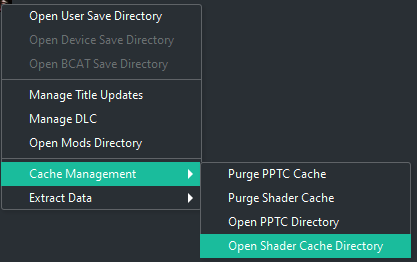 Open User Save Directory
Open Device Save Directory
Open BCAT Save Directory
Manage Title Updates
Manage DLC
Open Mods Directory
Cache Management
Extract Data
Purge PPTC Cache
Purge Shader Cache
Open PPTC Directory
Open Shader Cache Directory